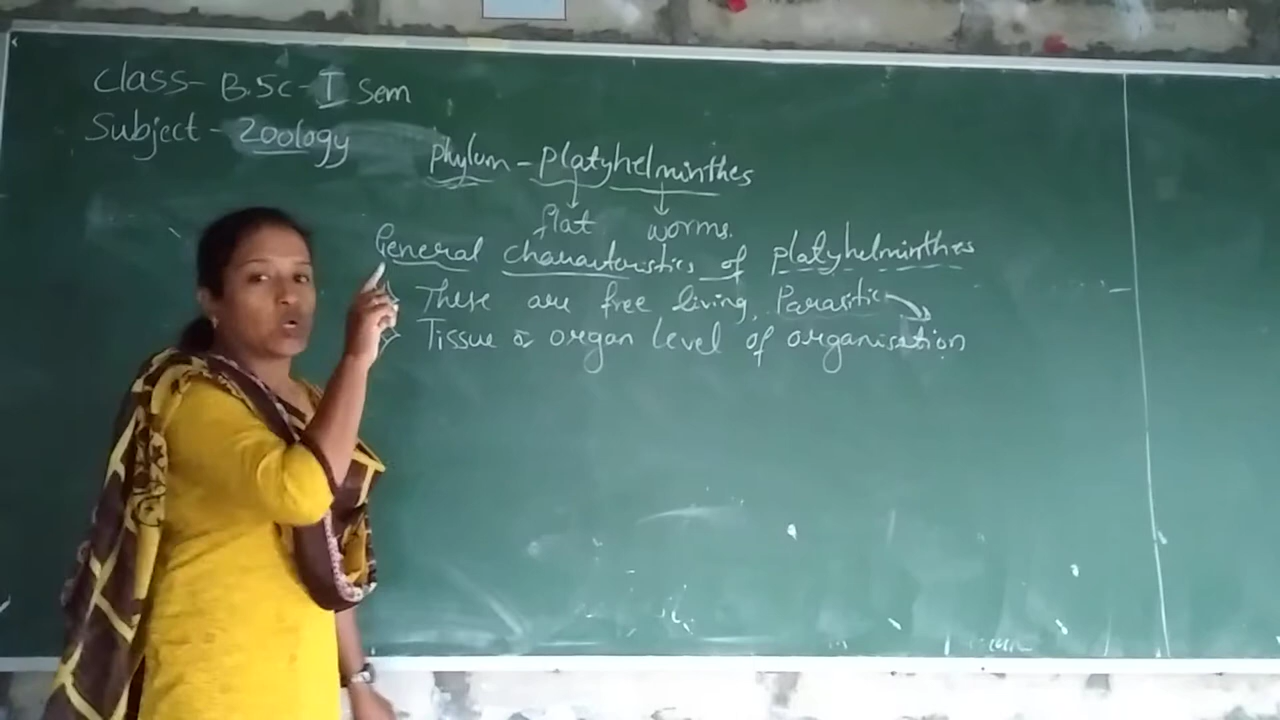 Class- B.Sc- I Sem
Subject - Zoology
Phylum - Platyhelminthes
flat worms.
General characteristics of Platyhelminthes
These are free living, Parasitic
Tissue & organ level of organisation